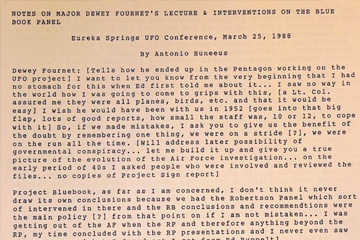 NOTES ON MAJOR DEWEY FOURNET'S LECTURE & INTERVENTIONS ON THE BLUE
BOOK PANEL
Eureka Springs UFO Conference, March 25, 1988
By Antonio Huneeus
Dewey Fournet: [Tells how he ended up in the Pentagon working on the
UFO project] I want to let you know from the very beginning that I had
no stomach for this when Ed first told me about it... I saw no way in
the world how I was going to come to grips with this, [a Lt. Col.
assured me they were all planes, birds, etc, and that it would be
easy] I wish he would have been with us in 1952 [goes into that big
flap, lots of good reports, how small the staff was, 10 or 12, to cope
with it] So, if we made mistakes, I ask you to give us the benefit of
the doubt by remembering one thing, we were on a stride [?], we were
on the run all the time. [Will address later possibility of
governmental conspiracy... let me build it up and give you a true
picture of the evolution of the Air Force investigation... on the
early period of 40s I asked people who were involved and reviewed the
files... no copies of Project Sign report]
Project Bluebook, as far as I am concerned, I don't think it never
draw its own conclusions because we had the Robertson Panel which sort
of intervened in there and the RB conclusions and recommendations were
the main policy [?] from that point on if I am not mistaken... I was
getting out of the AF when the RP and therefore anything beyond the
RP, my time concluded with the RP presentations and I never even saw